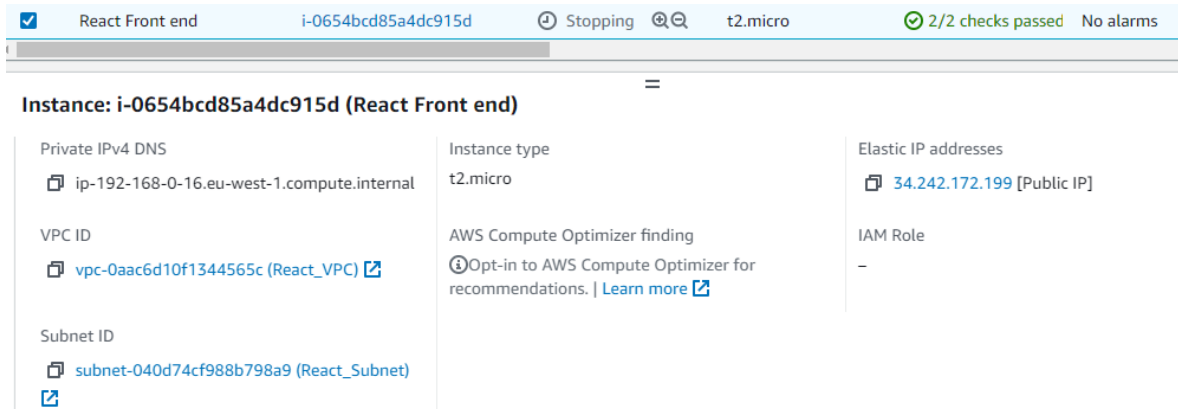 React Front end i-0654bcd85a4dc915d Stopping t2.micro 2/2 checks passed No alarms
Instance: i-0654bcd85a4dc915d (React Front end)
Private IPv4 DNS
ip-192-168-0-16.eu-west-1.compute.internal
Instance type
t2.micro
Elastic IP addresses
34.242.172.199 [Public IP]
VPC ID
vpc-0aac6d10f1344565c (React_VPC)
AWS Compute Optimizer finding
Opt-in to AWS Compute Optimizer for
recommendations. | Learn more
IAM Role
–
Subnet ID
subnet-040d74cf988b798a9 (React_Subnet)